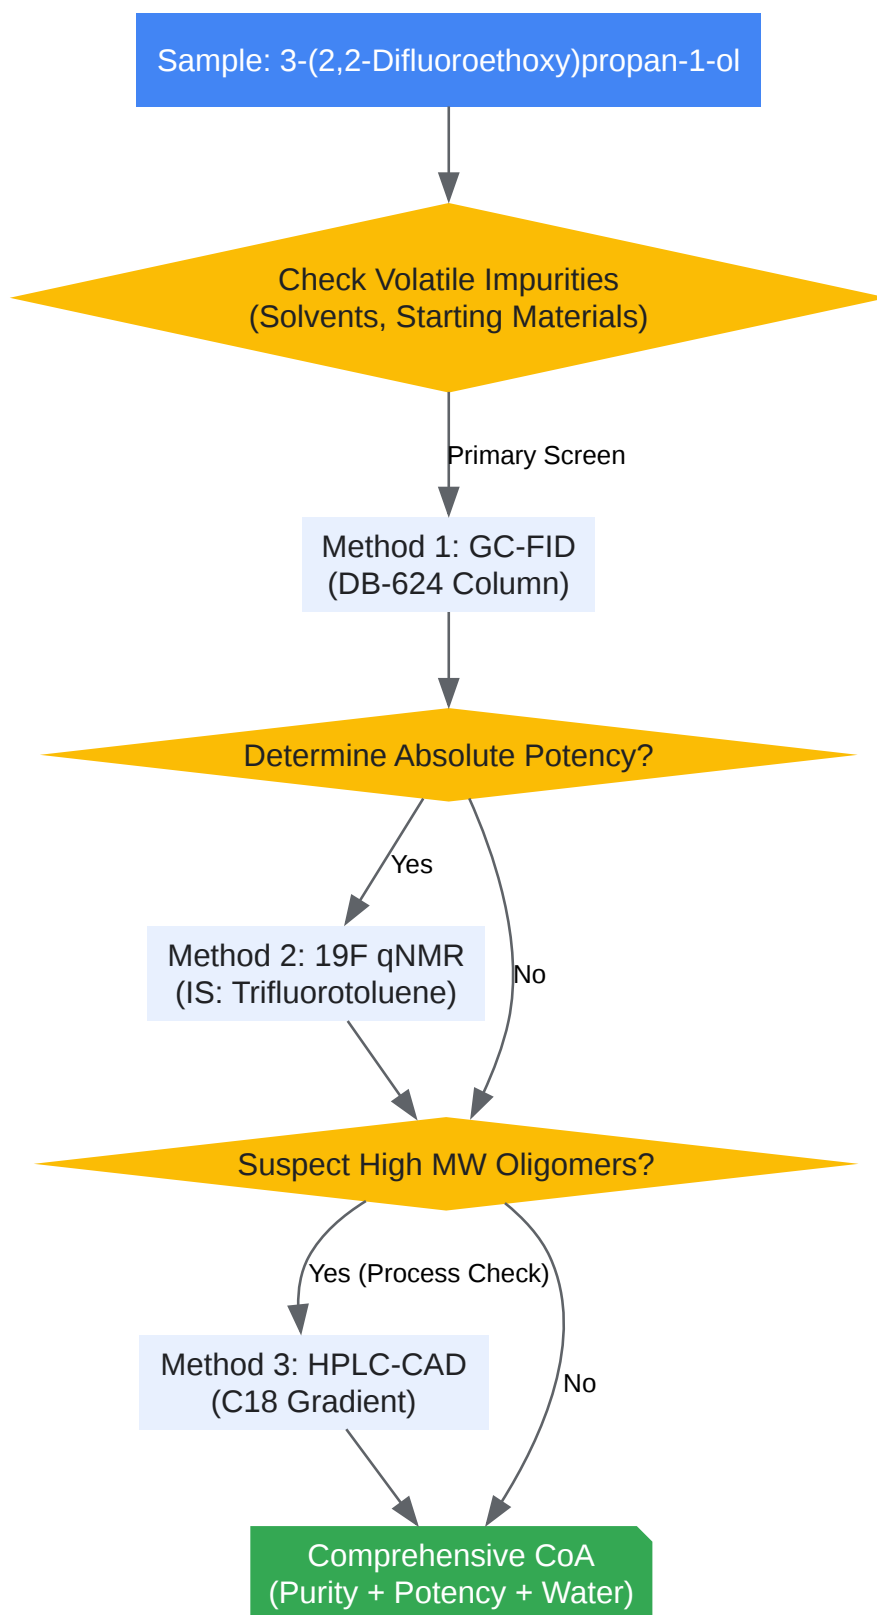 Sample: 3-(2,2-Difluoroethoxy)propan-1-ol
Check Volatile Impurities
(Solvents, Starting Materials)
Primary Screen
Method 1: GC-FID
(DB-624 Column)
Determine Absolute Potency?
Yes
Method 2: 19F qNMR
(IS: Trifluorotoluene)
No
Suspect High MW Oligomers?
Yes (Process Check)
Method 3: HPLC-CAD
(C18 Gradient)
No
Comprehensive CoA
(Purity + Potency + Water)